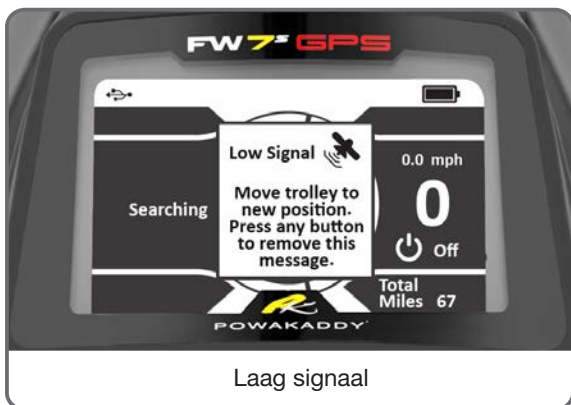 FW7s GPS
Low Signal
Searching
Move trolley to
new position.
Press any button
to remove this
message.
0.0 mph
0
Off
Total
Miles 67
POWAKADDY
Laag signaal